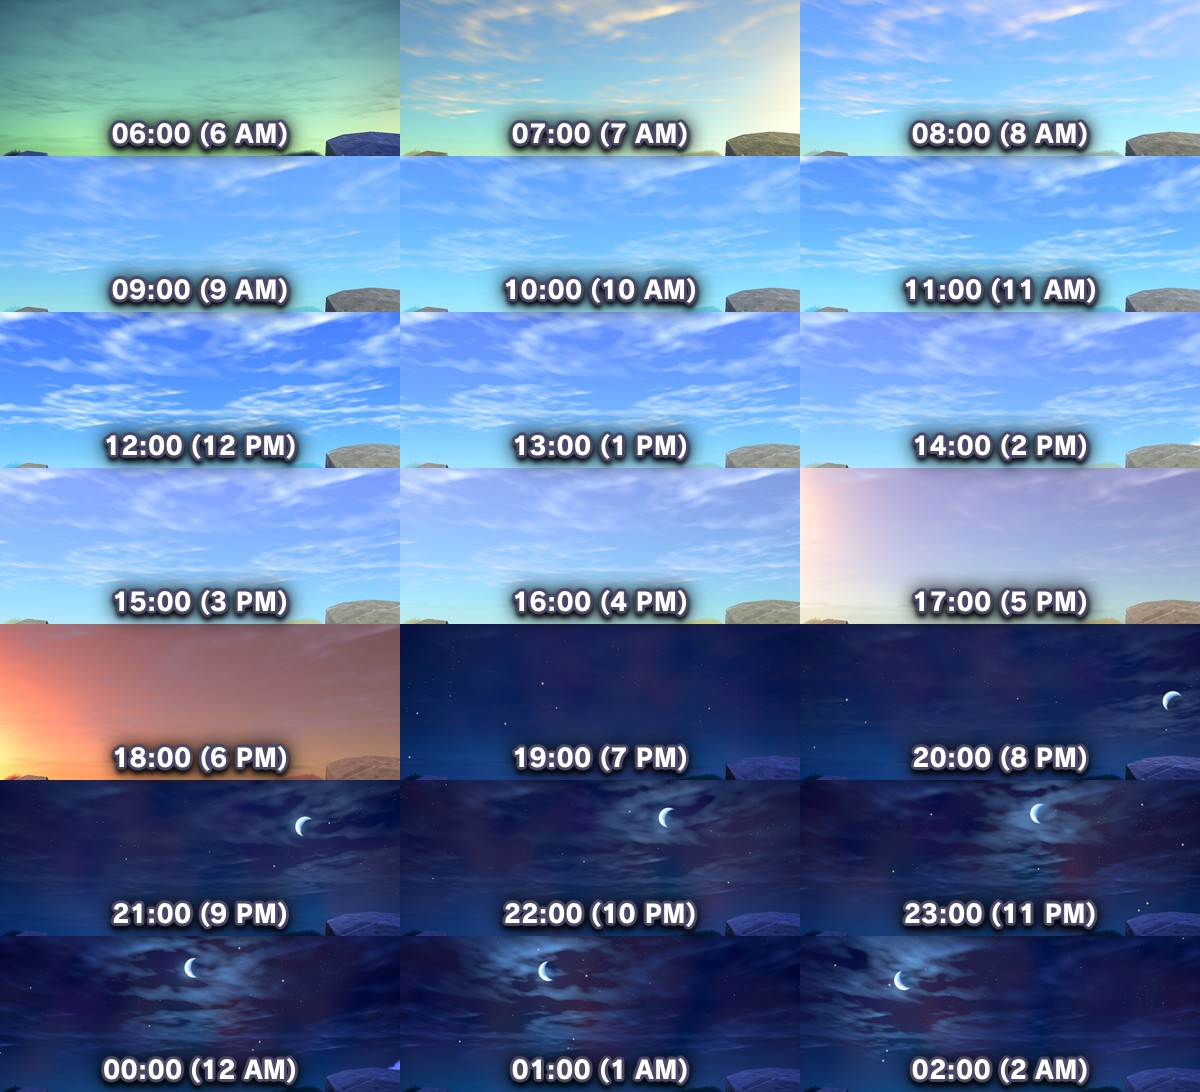 06:00 (6 AM)
07:00 (7 AM)
08:00 (8 AM)
09:00 (9 AM)
10:00 (10 AM)
11:00 (11 AM)
12:00 (12 PM)
13:00 (1 PM)
14:00 (2 PM)
15:00 (3 PM)
16:00 (4 PM)
17:00 (5 PM)
18:00 (6 PM)
19:00 (7 PM)
20:00 (8 PM)
21:00 (9 PM)
22:00 (10 PM)
23:00 (11 PM)
00:00 (12 AM)
01:00 (1 AM)
02:00 (2 AM)